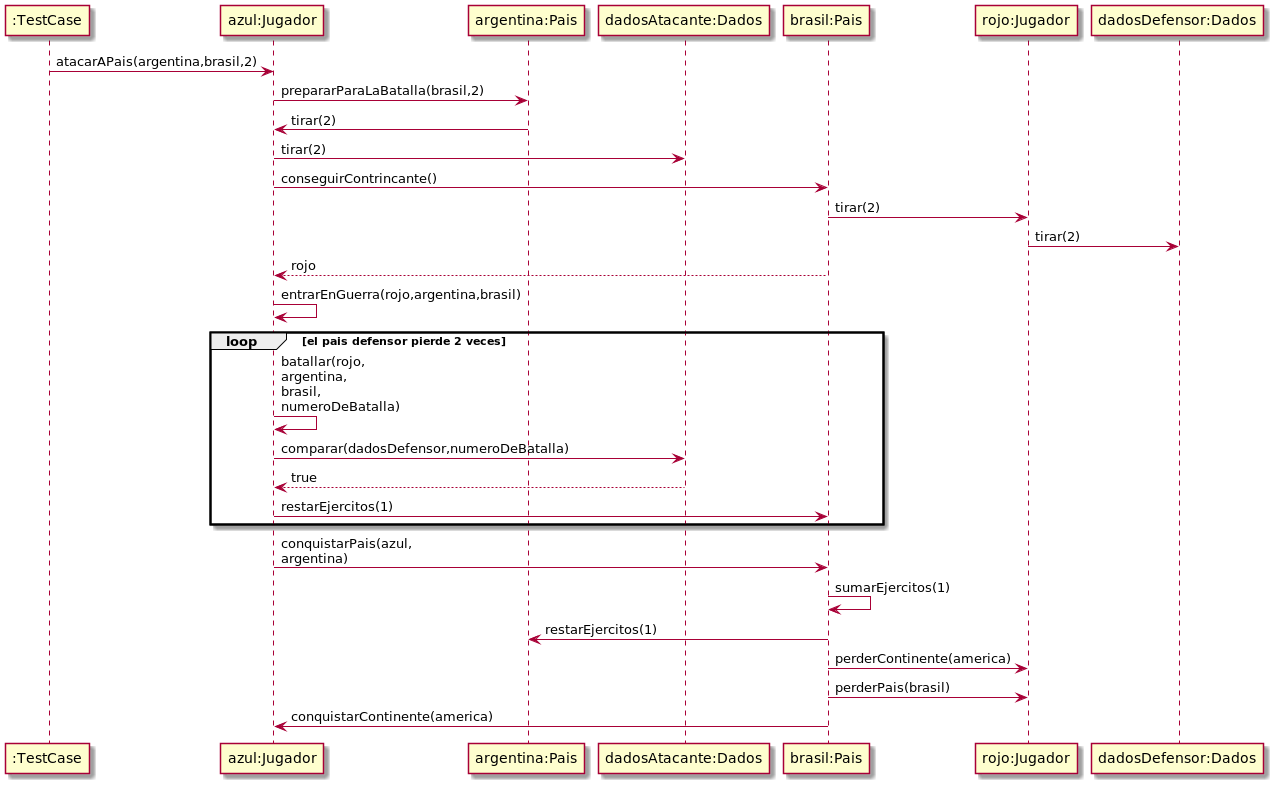 :TestCase
azul:Jugador
argentina:Pais
dadosAtacante:Dados
brasil:Pais
rojo:Jugador
dadosDefensor:Dados
atacarAPais(argentina,brasil,2)
prepararParaLaBatalla(brasil,2)
tirar(2)
tirar(2)
conseguirContrincante()
tirar(2)
tirar(2)
rojo
entrarEnGuerra(rojo,argentina,brasil)
loop
[el pais defensor pierde 2 veces]
batallar(rojo,
argentina,
brasil,
numeroDeBatalla)
comparar(dadosDefensor,numeroDeBatalla)
true
restarEjercitos(1)
conquistarPais(azul,
argentina)
sumarEjercitos(1)
restarEjercitos(1)
perderContinente(america)
perderPais(brasil)
conquistarContinente(america)
:TestCase
azul:Jugador
argentina:Pais
dadosAtacante:Dados
brasil:Pais
rojo:Jugador
dadosDefensor:Dados